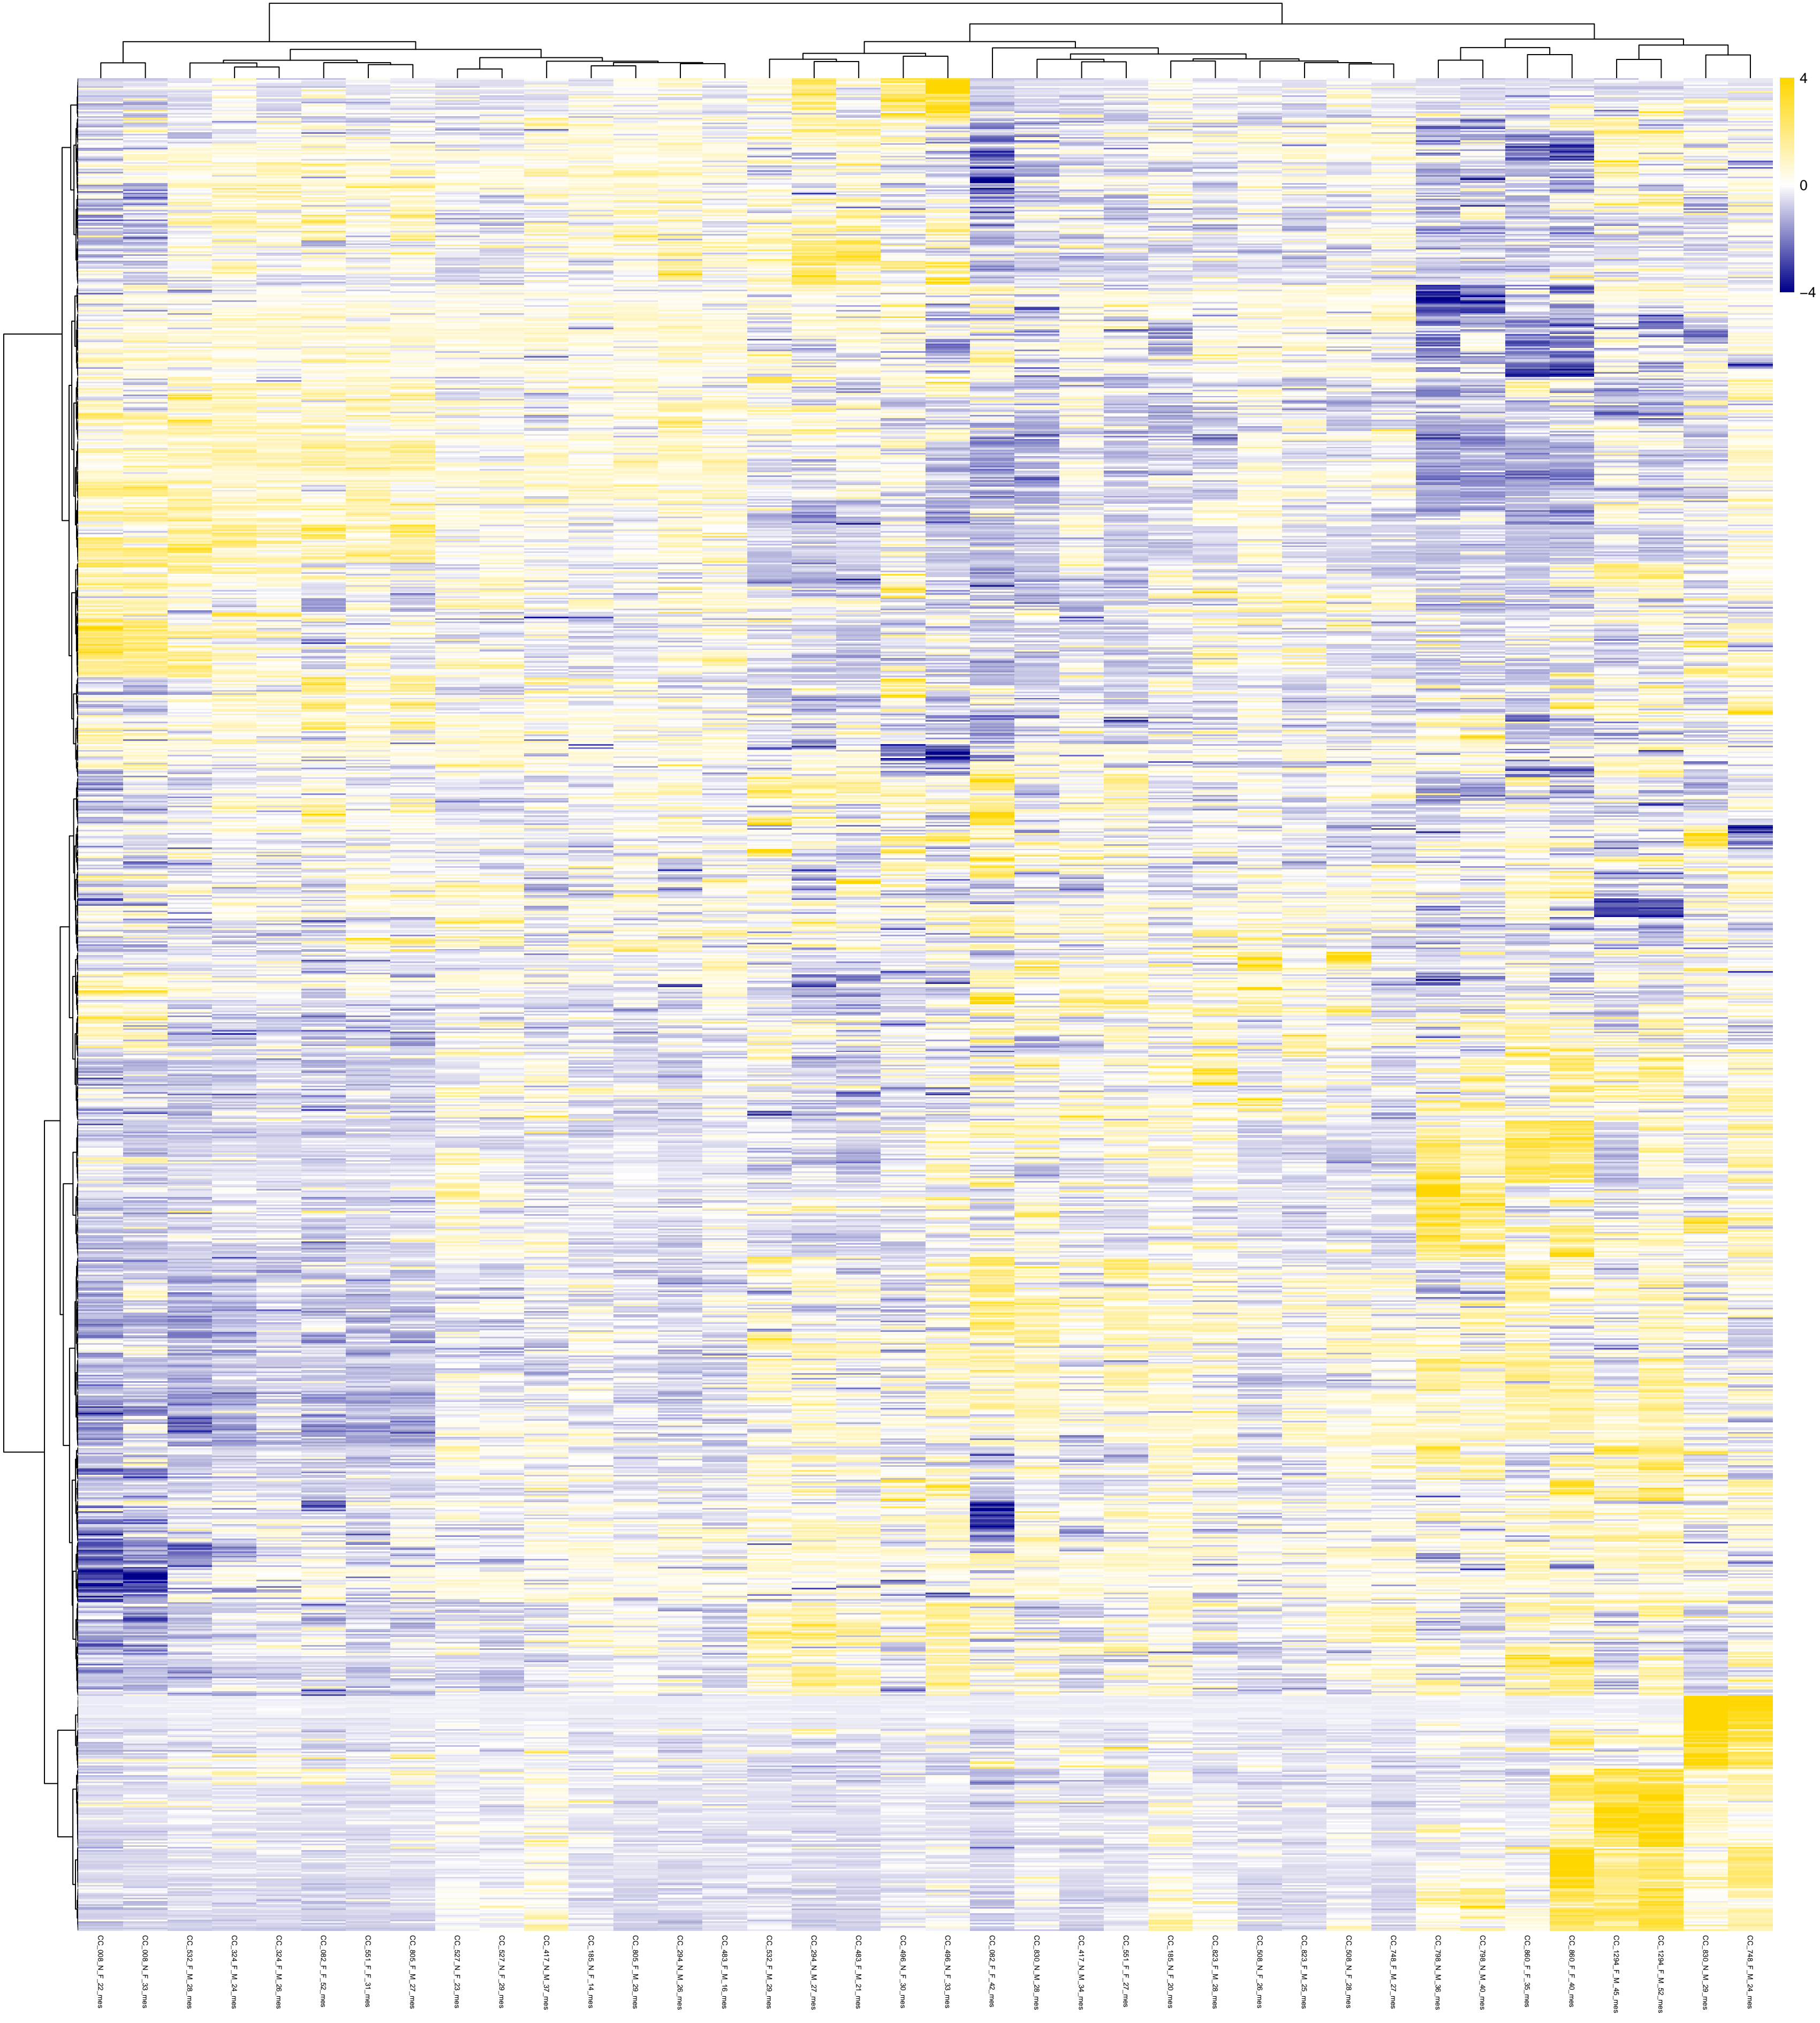 4
0
−4
CC_008_N_F_22_mes
CC_008_N_F_33_mes
CC_532_F_M_28_mes
CC_324_F_M_24_mes
CC_324_F_M_26_mes
CC_082_F_F_52_mes
CC_551_F_F_31_mes
CC_805_F_M_27_mes
CC_527_N_F_23_mes
CC_527_N_F_29_mes
CC_417_N_M_37_mes
CC_185_N_F_14_mes
CC_805_F_M_29_mes
CC_294_N_M_26_mes
CC_483_F_M_16_mes
CC_532_F_M_29_mes
CC_294_N_M_27_mes
CC_483_F_M_21_mes
CC_496_N_F_30_mes
CC_496_N_F_33_mes
CC_082_F_F_42_mes
CC_830_N_M_28_mes
CC_417_N_M_34_mes
CC_551_F_F_27_mes
CC_185_N_F_20_mes
CC_823_F_M_28_mes
CC_508_N_F_26_mes
CC_823_F_M_25_mes
CC_508_N_F_28_mes
CC_748_F_M_27_mes
CC_798_N_M_36_mes
CC_798_N_M_40_mes
CC_860_F_F_35_mes
CC_860_F_F_40_mes
CC_1294_F_M_45_mes
CC_1294_F_M_52_mes
CC_830_N_M_29_mes
CC_748_F_M_24_mes